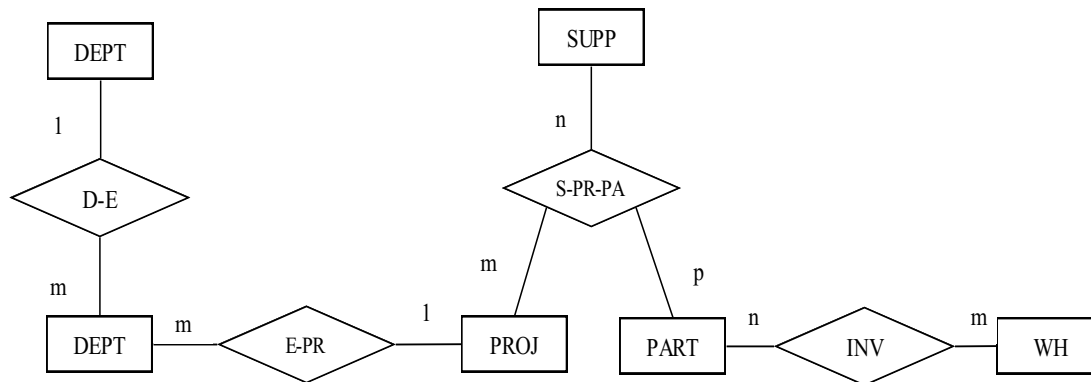 DEPT
SUPP
1
n
D-E
S-PR-PA
m
m
p
DEPT
m
E-PR
1
PROJ
PART
n
INV
m
WH